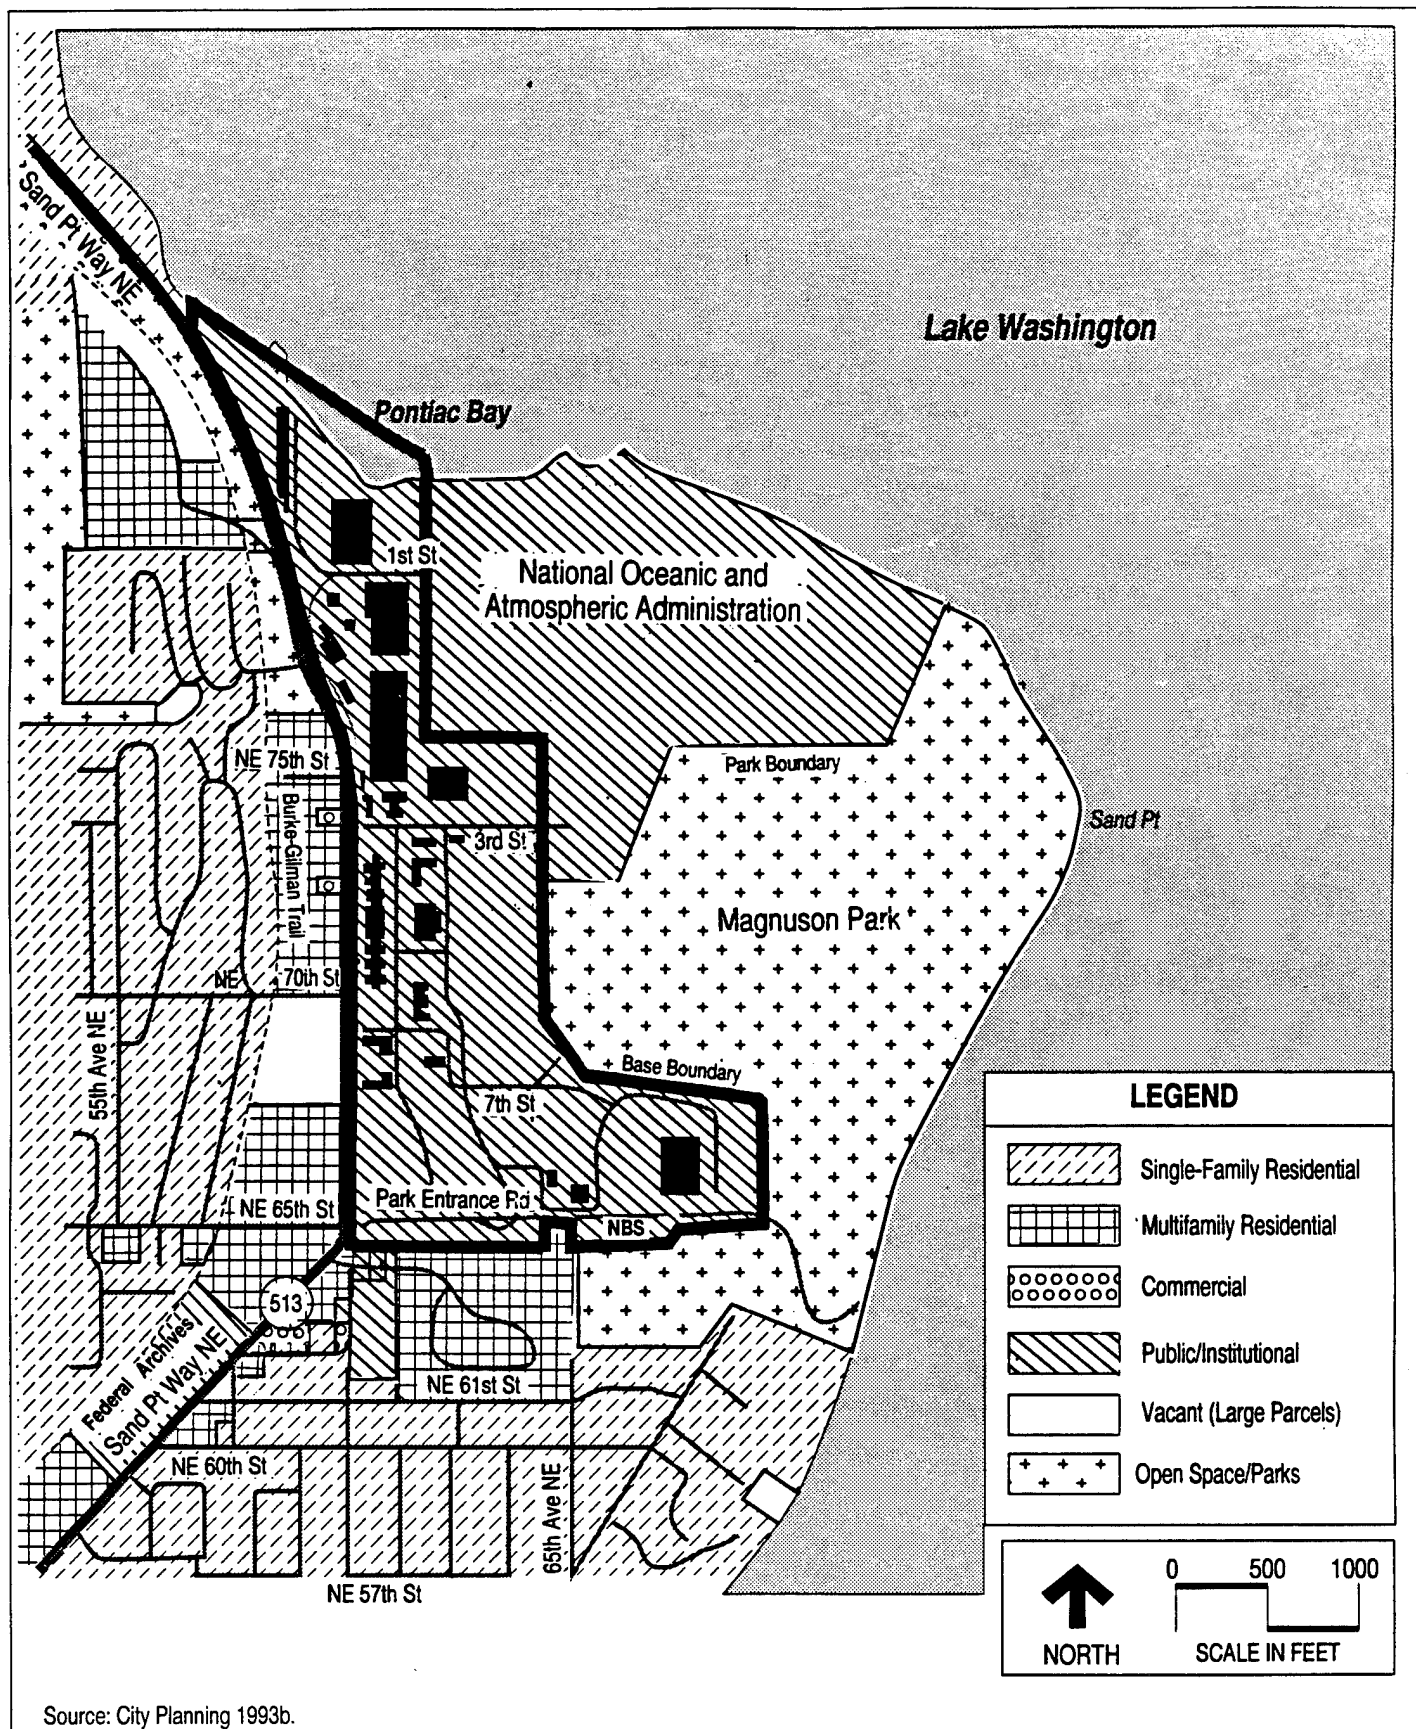 Sand Pt Way NE
Lake Washington
Pontiac Bay
1st St
National Oceanic and
Atmospheric Administration
NE 75th St
Park Boundary
Burke-Gilman Trail
3rd St
Sand Pt
Magnuson Park
NE
70th St
55th Ave NE
Base Boundary
7th St
NE 65th St
Park Entrance Rd
NBS
513
Federal Archives
Sand Pt Way NE
NE 61st St
NE 60th St
65th Ave NE
NE 57th St
LEGEND
Single-Family Residential
Multifamily Residential
Commercial
Public/Institutional
Vacant (Large Parcels)
Open Space/Parks
NORTH
0 500 1000
SCALE IN FEET
Source: City Planning 1993b.